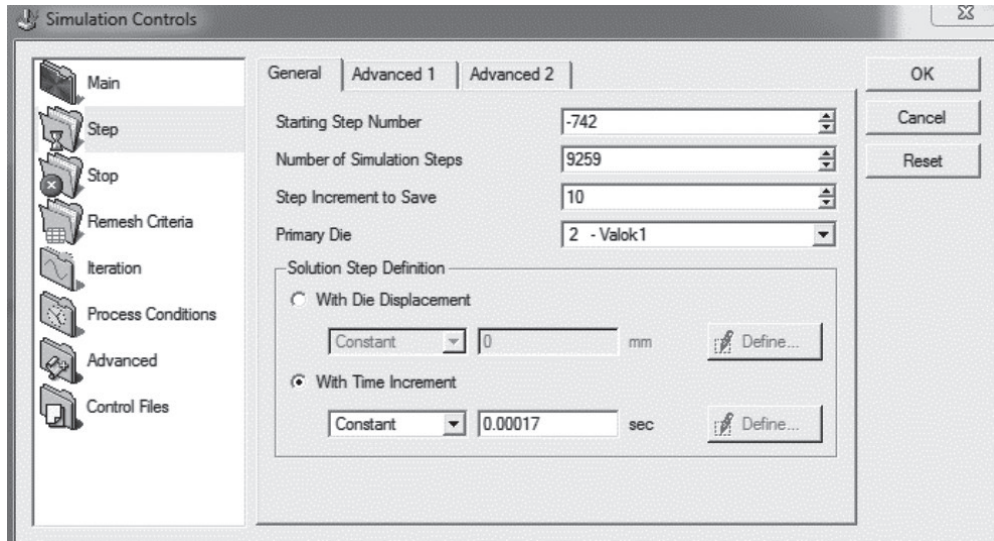 Simulation Controls
Main
Step
Stop
Remesh Criteria
Iteration
Process Conditions
Advanced
Control Files
General Advanced 1 Advanced 2
Starting Step Number -742
Number of Simulation Steps 9259
Step Increment to Save 10
Primary Die 2 - Valok1
Solution Step Definition
With Die Displacement
Constant 0 mm Define...
With Time Increment
Constant 0.00017 sec Define...
OK
Cancel
Reset